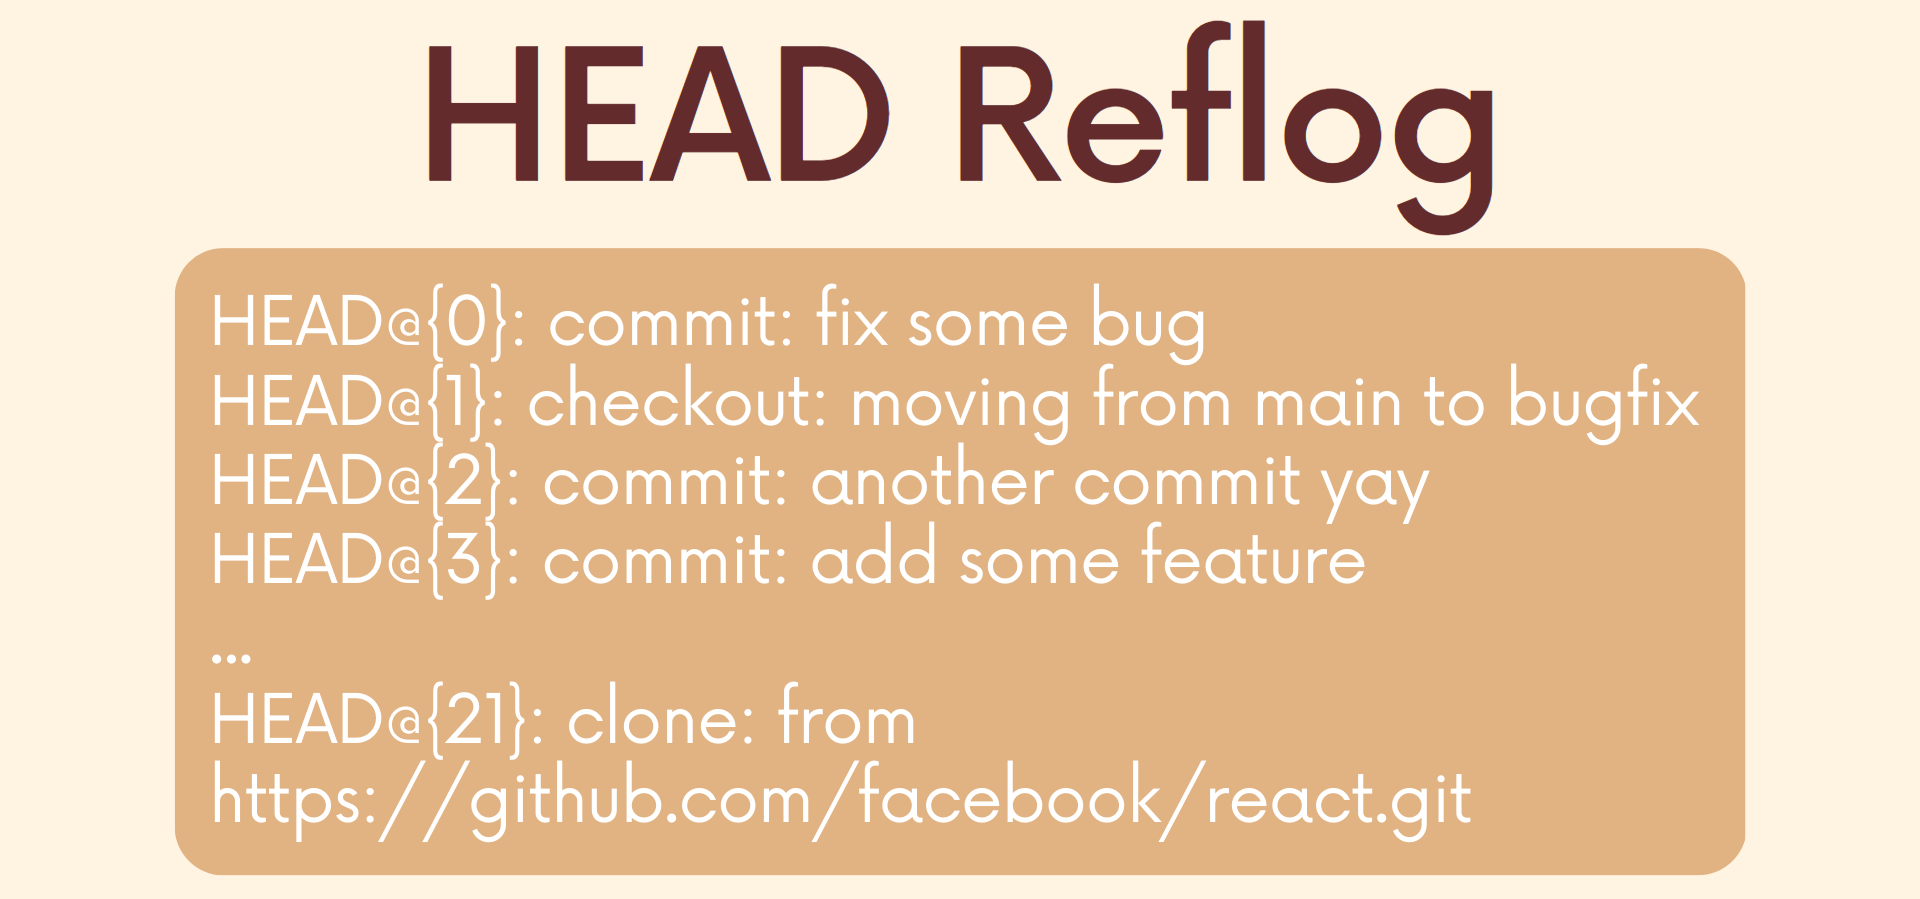 HEAD Reflog
HEAD@{0}: commit: fix some bug
HEAD@{1}: checkout: moving from main to bugfix
HEAD@{2}: commit: another commit yay
HEAD@{3}: commit: add some feature
...
HEAD@{21}: clone: from
https://github.com/facebook/react.git